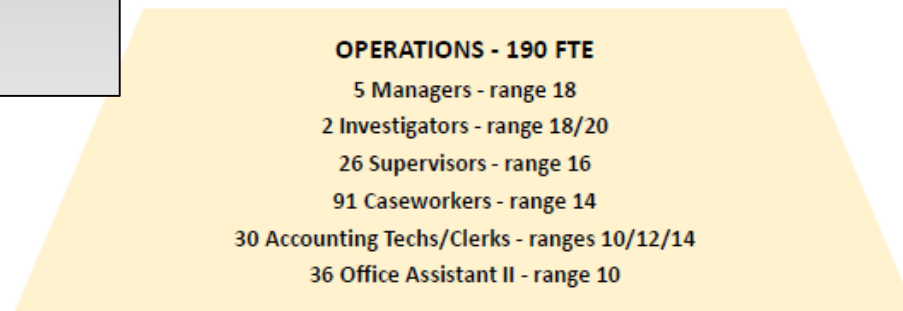 OPERATIONS - 190 FTE
5 Managers - range 18
2 Investigators - range 18/20
26 Supervisors - range 16
91 Caseworkers - range 14
30 Accounting Techs/Clerks - ranges 10/12/14
36 Office Assistant II - range 10